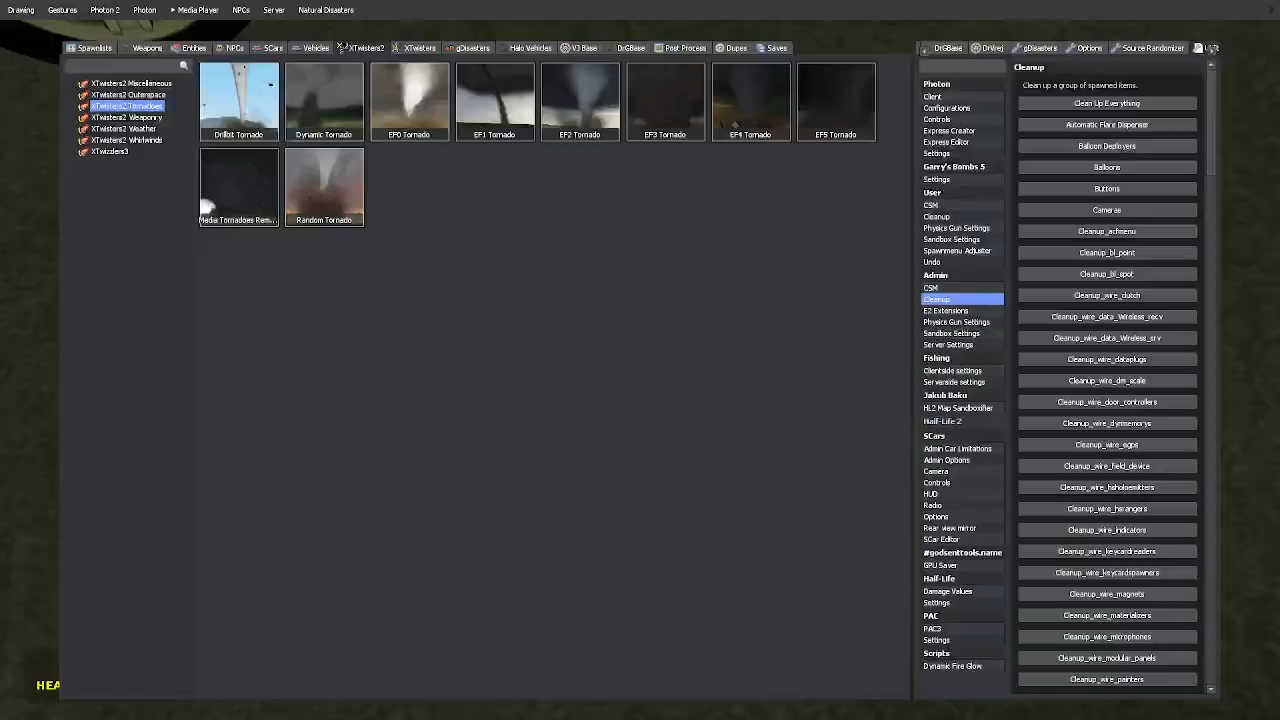 Drawing Gestures Photon 2 Photon Media Player NPCs Server Natural Disasters
Spawnlists Weapons Entities NPCs SCars Vehicles XTwisters2 XTwisters gDisasters Halo Vehicles V3 Base DrGBase Post Process Dupes Saves
DrGBase DrVrej gDisasters Options Source Randomizer
XTwisters2 Miscellaneous
XTwisters2 Outerspace
XTwisters2 Tornadoes
XTwisters2 Weaponry
XTwisters2 Weather
XTwisters2 Whirlwinds
XTwizzlers3
Drillbit Tornado
Dynamic Tornado
EF0 Tornado
EF1 Tornado
EF2 Tornado
EF3 Tornado
EF4 Tornado
EF5 Tornado
Media Tornadoes Rem...
Random Tornado
Photon
Client
Configurations
Controls
Express Creator
Express Editor
Settings
Garry's Bombs 5
Settings
User
CSM
Cleanup
Physics Gun Settings
Sandbox Settings
Spawnmenu Adjuster
Undo
Admin
CSM
Cleanup
E2 Extensions
Physics Gun Settings
Sandbox Settings
Server Settings
Fishing
Clientside settings
Serverside settings
Jakub Baku
HL2 Map Sandboxifier
Half-Life 2
SCars
Admin Car Limitations
Admin Options
Camera
Controls
HUD
Radio
Options
Rear view mirror
SCar Editor
#godsenttools.name
GPU Saver
Half-Life
Damage Values
Settings
PAC
PAC3
Settings
Scripts
Dynamic Fire Glow
Cleanup
Clean up a group of spawned items.
Clean Up Everything
Automatic Flare Dispenser
Balloon Deployers
Balloons
Buttons
Cameras
Cleanup_acfmenu
Cleanup_bl_point
Cleanup_bl_spot
Cleanup_wire_clutch
Cleanup_wire_data_Wireless_recv
Cleanup_wire_data_Wireless_srv
Cleanup_wire_dataplugs
Cleanup_wire_dm_scale
Cleanup_wire_door_controllers
Cleanup_wire_dynmemorys
Cleanup_wire_egps
Cleanup_wire_field_device
Cleanup_wire_hsholoemitters
Cleanup_wire_hsrangers
Cleanup_wire_indicators
Cleanup_wire_keycardreaders
Cleanup_wire_keycardspawners
Cleanup_wire_magnets
Cleanup_wire_materializers
Cleanup_wire_microphones
Cleanup_wire_modular_panels
Cleanup_wire_painters
HEA